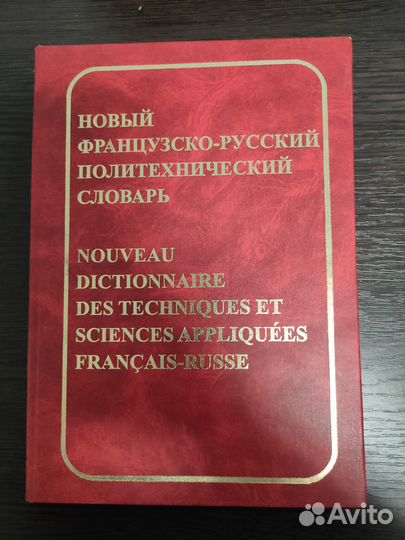 НОВЫЙ
ФРАНЦУЗСКО-РУССКИЙ
ПОЛИТЕХНИЧЕСКИЙ
СЛОВАРЬ
NOUVEAU
DICTIONNAIRE
DES TECHNIQUES ET
SCIENCES APPLIQUÉES
FRANÇAIS-RUSSE
Avito